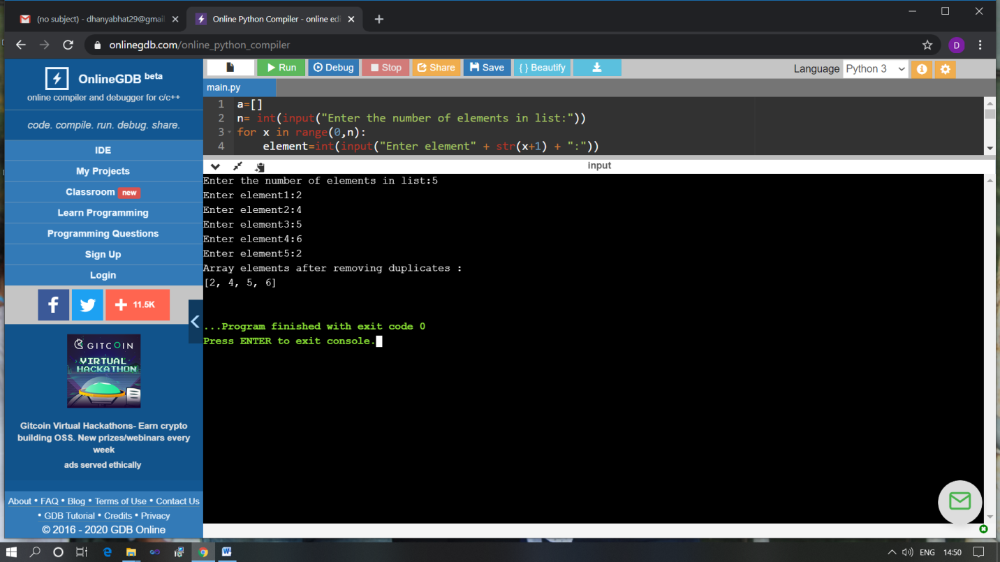 (no subject) - dhanyabhat29@gmail
Online Python Compiler - online edi
onlinegdb.com/online_python_compiler
D
OnlineGDB beta
online compiler and debugger for c/c++
code. compile. run. debug. share.
IDE
My Projects
Classroom new
Learn Programming
Programming Questions
Sign Up
Login
11.5K
GITCOIN
VIRTUAL
HACKATHON
Gitcoin Virtual Hackathons- Earn crypto
building OSS. New prizes/webinars every
week
ads served ethically
About • FAQ • Blog • Terms of Use • Contact Us
• GDB Tutorial • Credits • Privacy
© 2016 - 2020 GDB Online
Run Debug Stop Share Save { } Beautify
Language Python 3
main.py
1 a=[]
2 n= int(input("Enter the number of elements in list:"))
3 for x in range(0,n):
4 element=int(input("Enter element" + str(x+1) + ":"))
input
Enter the number of elements in list:5
Enter element1:2
Enter element2:4
Enter element3:5
Enter element4:6
Enter element5:2
Array elements after removing duplicates :
[2, 4, 5, 6]
...Program finished with exit code 0
Press ENTER to exit console.
ENG 14:50